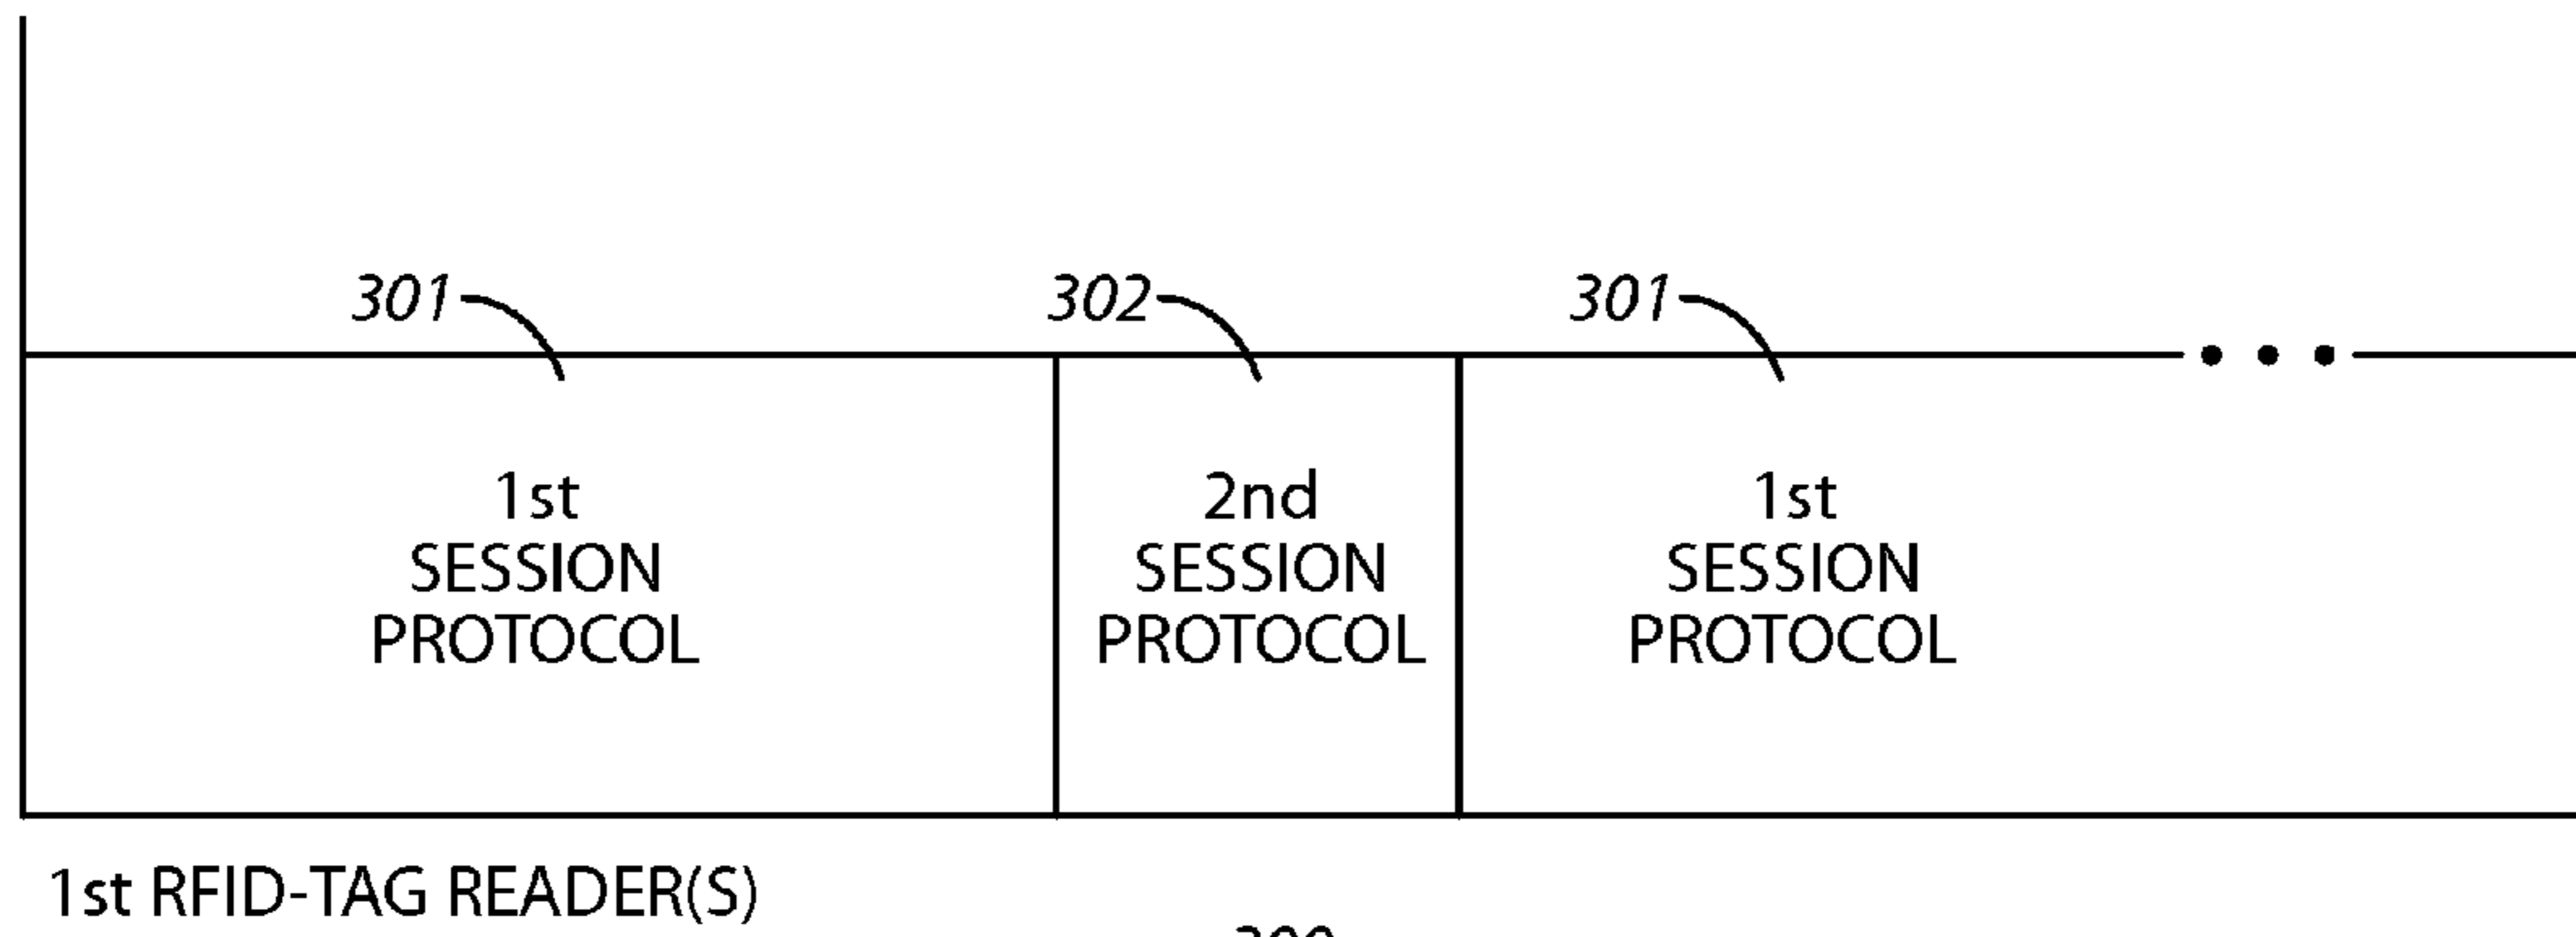 301 302 301
1st 2nd 1st
SESSION SESSION SESSION
PROTOCOL PROTOCOL PROTOCOL
1st RFID-TAG READER(S)